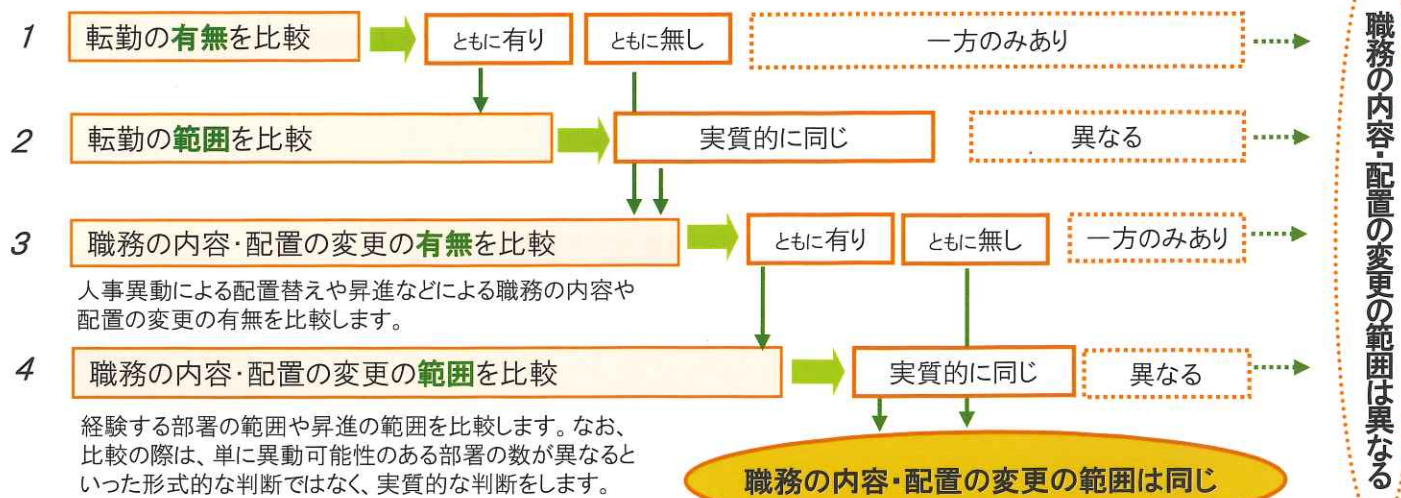 1 転勤の有無を比較 ともに有り ともに無し 一方のみあり
2 転勤の範囲を比較 実質的に同じ 異なる
3 職務の内容・配置の変更の有無を比較 ともに有り ともに無し 一方のみあり
人事異動による配置替えや昇進などによる職務の内容や
配置の変更の有無を比較します。
4 職務の内容・配置の変更の範囲を比較 実質的に同じ 異なる
経験する部署の範囲や昇進の範囲を比較します。なお、
比較の際は、単に異動可能性のある部署の数が異なると
いった形式的な判断ではなく、実質的な判断をします。
職務の内容・配置の変更の範囲は同じ
職務の内容・配置の変更の範囲は異なる